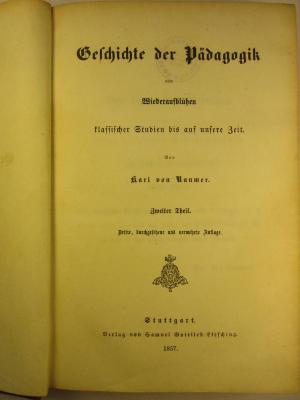 Geschichte der Pädagogik
vom
Wiederaufblühen
klassischer Studien bis auf unsere Zeit.
Von
Karl von Raumer.
Zweiter Theil.
Dritte, durchgesehene und vermehrte Auflage.
Stuttgart.
Verlag von Samuel Gottlieb Liesching.
1857.